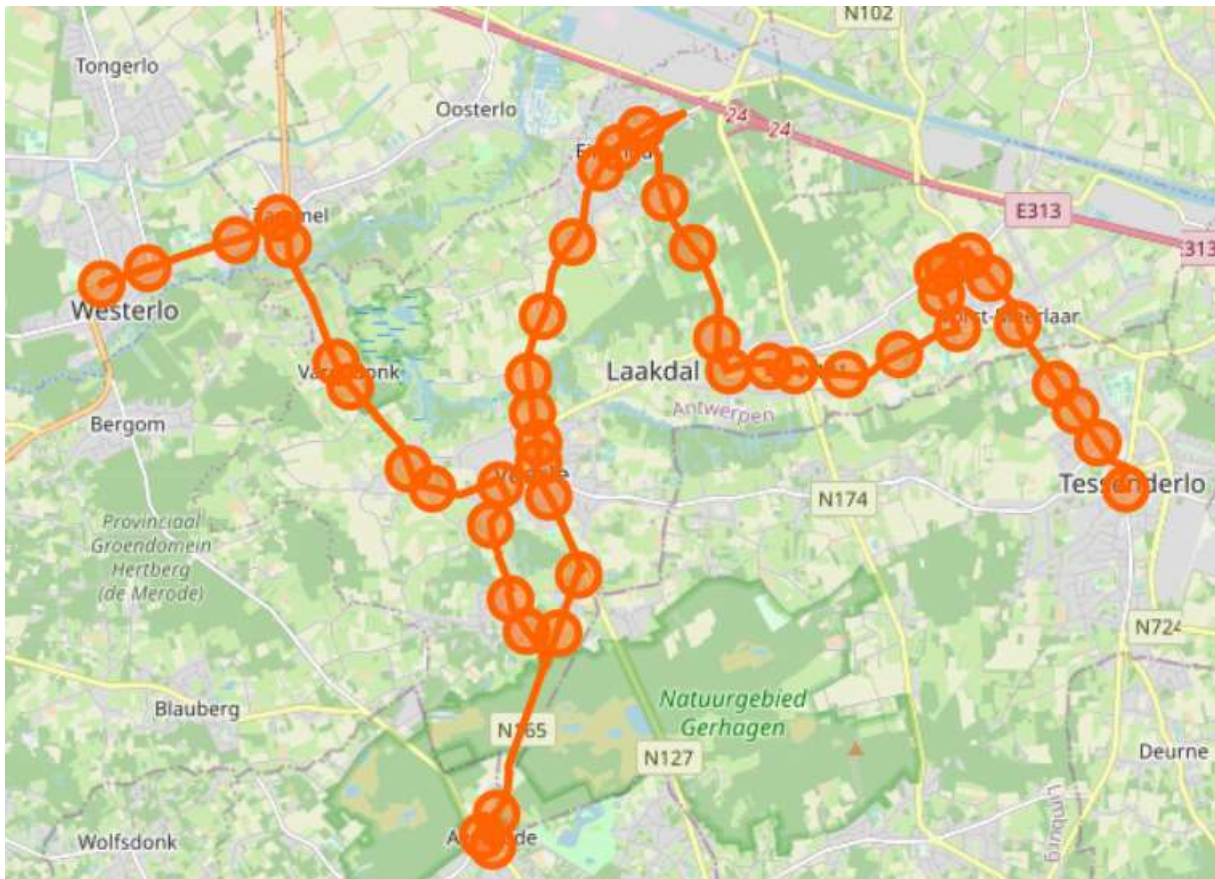 N102
Tongerlo
Oosterlo
24
24
E313
313
Westerlo
Laakdal
Antwerpen
Bergom
N174
Tessenderlo
Provinciaal
Groendomein
Hertberg
(de Merode)
N724
Natuurgebied
Gerhagen
Blauberg
N165
N127
Deurne
Limburg
Wolfsdonk